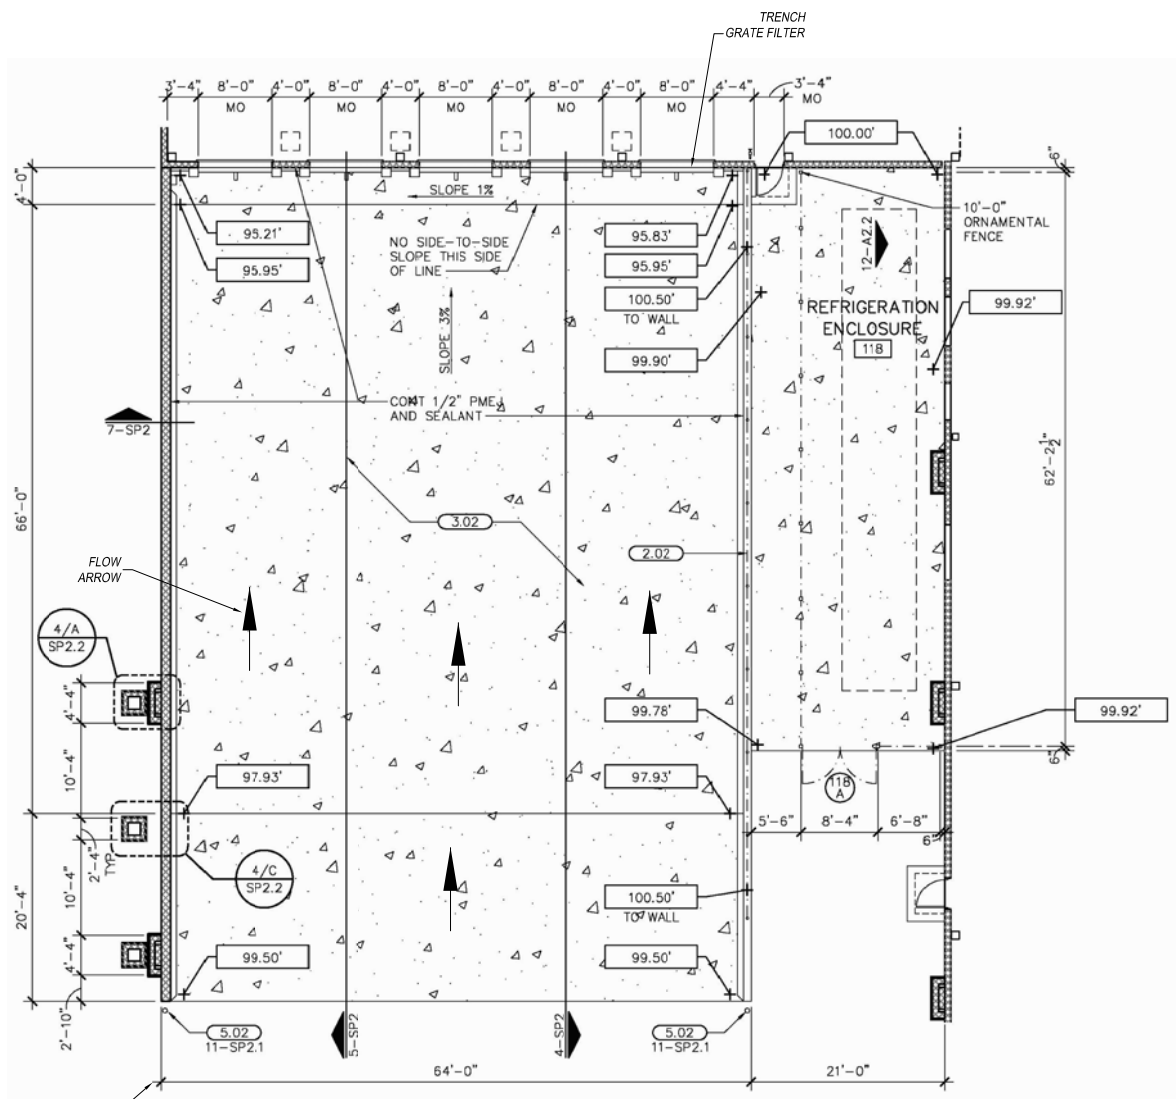 TRENCH
GRATE FILTER
3'-4" 8'-0" 4'-0" 8'-0" 4'-0" 8'-0" 4'-0" 8'-0" 4'-0" 8'-0" 4'-4" 3'-4"
MO MO MO MO MO MO
100.00'
6"
4'-0"
SLOPE 1%
10'-0"
ORNAMENTAL
FENCE
95.21'
95.95'
NO SIDE-TO-SIDE
SLOPE THIS SIDE
OF LINE
95.83'
95.95'
100.50'
TO WALL
99.90'
12-A2.2
REFRIGERATION
ENCLOSURE
118
99.92'
SLOPE 3%
CONT 1/2" PMEJ
AND SEALANT
7-SP2
62'-2 1/2"
66'-0"
3.02
2.02
FLOW
ARROW
4/A
SP2.2
4'-4"
99.78'
99.92'
10'-4"
97.93'
97.93'
118
A
6"
5'-6" 8'-4" 6'-8"
6"
2'-4"
TYP
4/C
SP2.2
10'-4"
20'-4"
100.50'
TO WALL
4'-4"
99.50'
99.50'
2'-10"
5.02
11-SP2.1
5-SP2
4-SP2
5.02
11-SP2.1
64'-0"
21'-0"